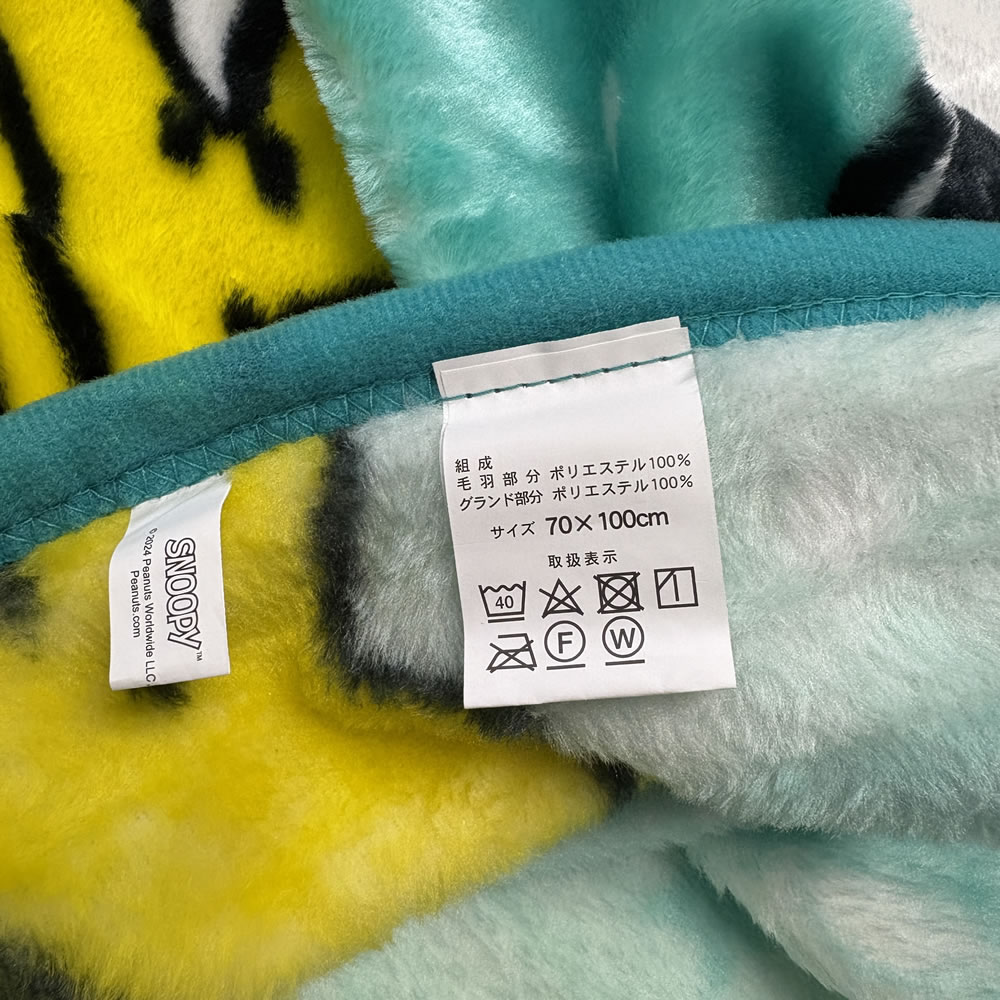 組成
毛羽部分 ポリエステル100%
グランド部分 ポリエステル100%
サイズ 70×100cm
取扱表示
40
F W
SNOOPY™
©2024 Peanuts Worldwide LLC
Peanuts.com